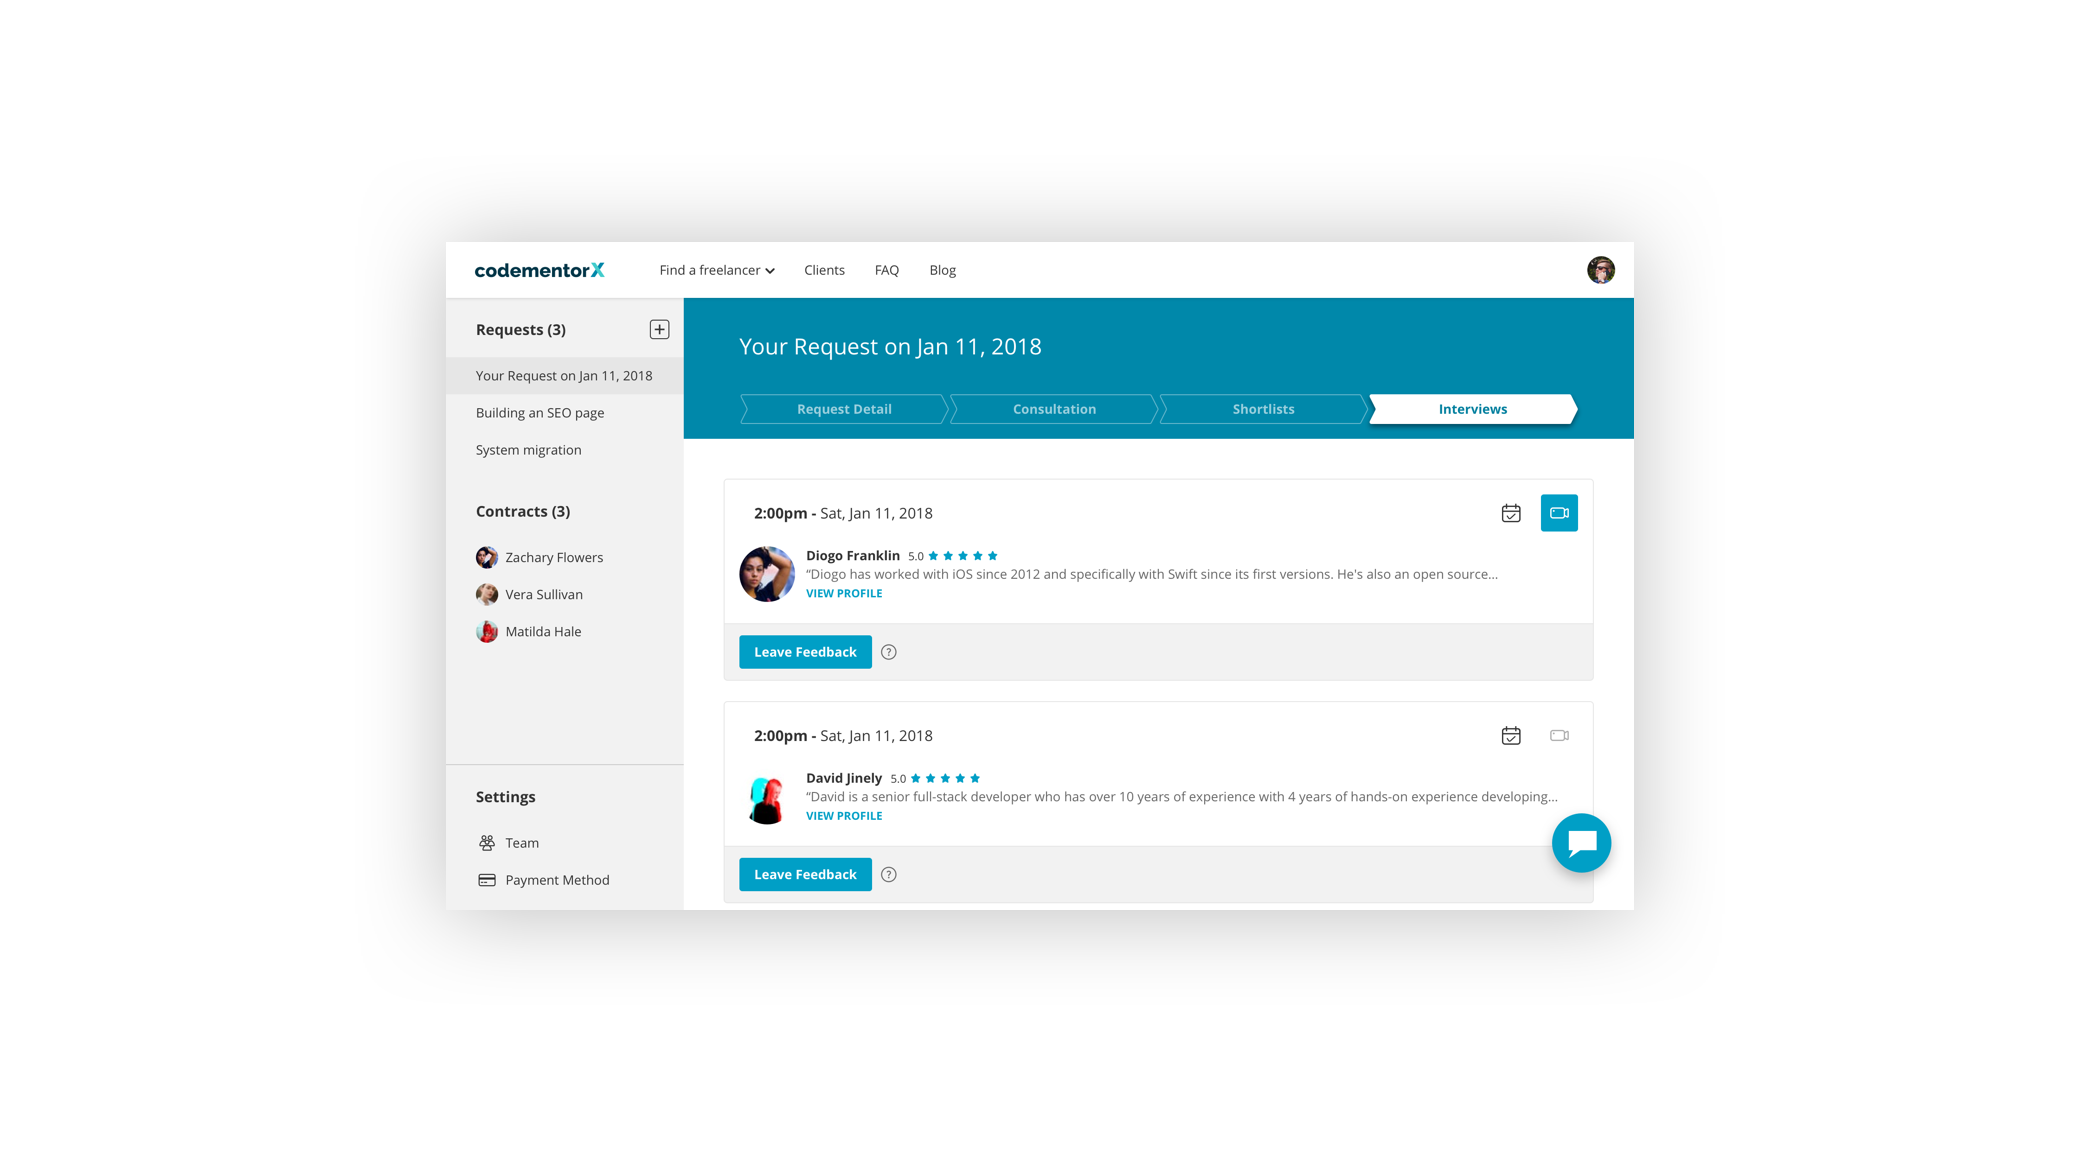 codementorX
Find a freelancer
Clients
FAQ
Blog
Requests (3)
Your Request on Jan 11, 2018
Building an SEO page
System migration
Contracts (3)
Zachary Flowers
Vera Sullivan
Matilda Hale
Settings
Team
Payment Method
Your Request on Jan 11, 2018
Request Detail
Consultation
Shortlists
Interviews
2:00pm - Sat, Jan 11, 2018
Diogo Franklin 5.0
“Diogo has worked with iOS since 2012 and specifically with Swift since its first versions. He's also an open source...
VIEW PROFILE
Leave Feedback ?
2:00pm - Sat, Jan 11, 2018
David Jinely 5.0
“David is a senior full-stack developer who has over 10 years of experience with 4 years of hands-on experience developing...
VIEW PROFILE
Leave Feedback ?